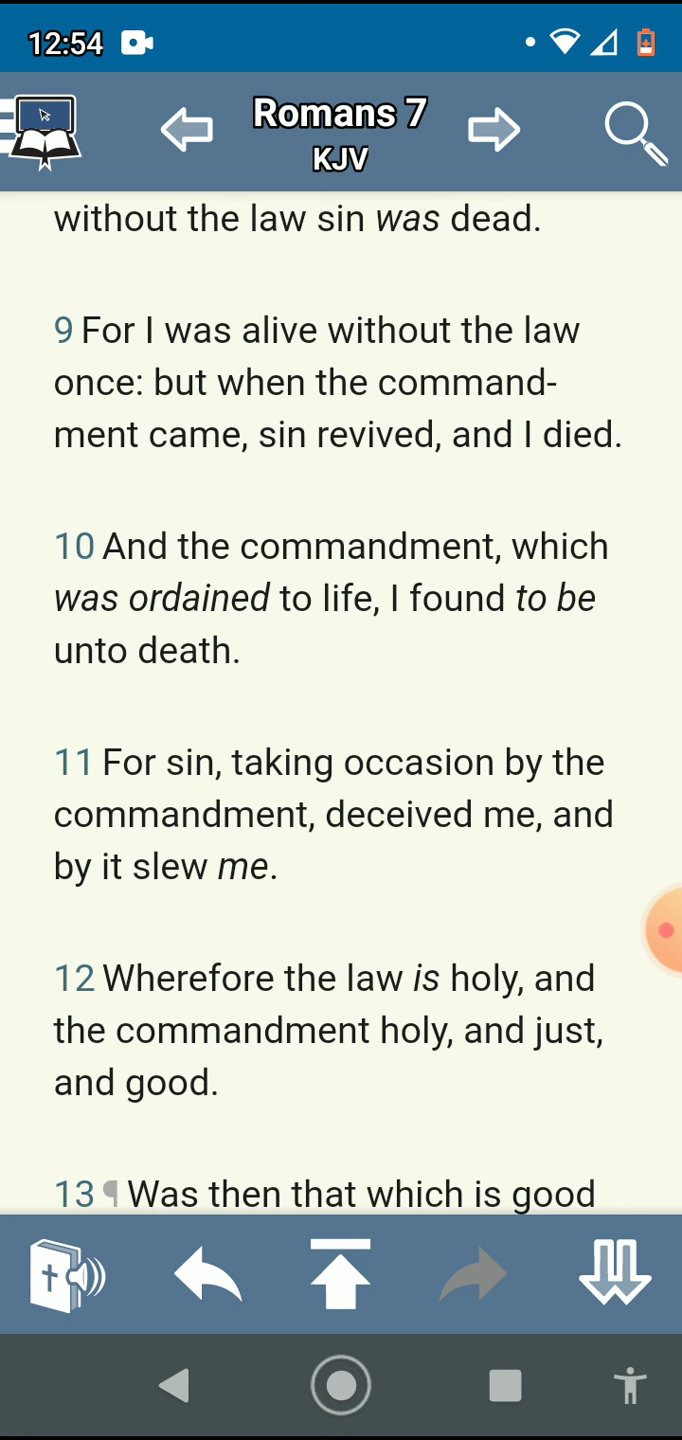 12:54
Romans 7
KJV
without the law sin was dead.
9 For I was alive without the law
once: but when the command-
ment came, sin revived, and I died.
10 And the commandment, which
was ordained to life, I found to be
unto death.
11 For sin, taking occasion by the
commandment, deceived me, and
by it slew me.
12 Wherefore the law is holy, and
the commandment holy, and just,
and good.
13 ¶ Was then that which is good